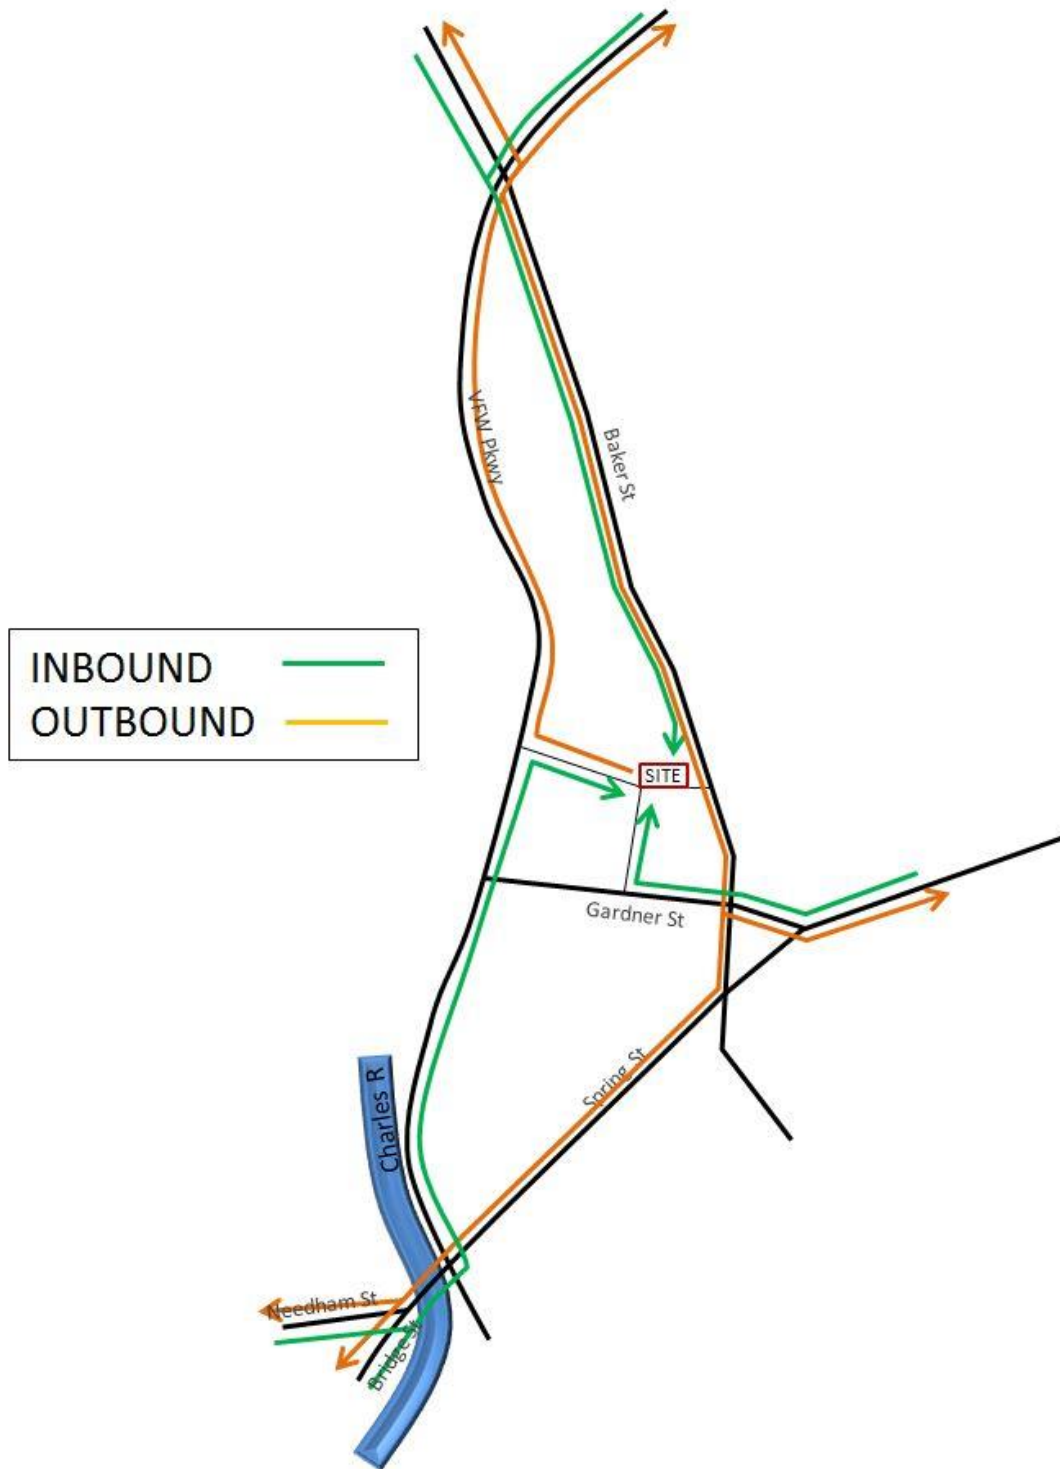 VFW Pkwy
Baker St
INBOUND
OUTBOUND
SITE
Gardner St
Spring St
Charles R
Needham St
Bridge St